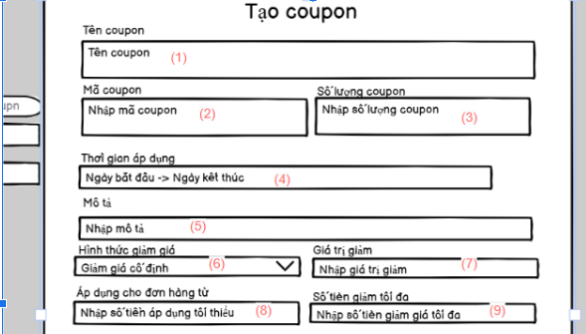 Tạo coupon
Tên coupon
Tên coupon (1)
Mã coupon
Số lượng coupon
Nhập mã coupon (2)
Nhập số lượng coupon (3)
Thời gian áp dụng
Ngày bắt đầu -> Ngày kết thúc (4)
Mô tả
Nhập mô tả (5)
Hình thức giảm giá
Giá trị giảm
Giảm giá cố định (6)
Nhập giá trị giảm (7)
Áp dụng cho đơn hàng từ
Số tiền giảm tối đa
Nhập số tiền áp dụng tối thiểu (8)
Nhập số tiền giảm giá tối đa (9)